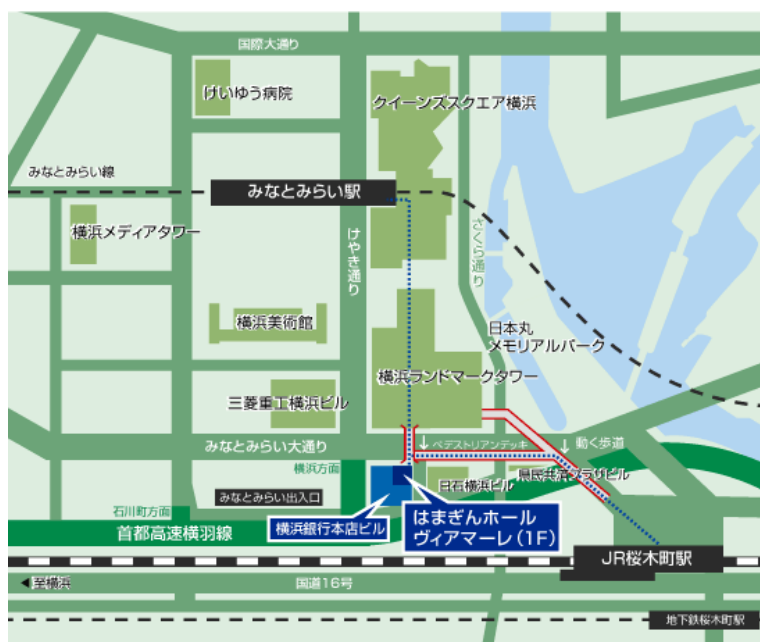 国際大通り
けいゆう病院
クイーンズスクエア横浜
みなとみらい線
みなとみらい駅
横浜メディアタワー
けやき通り
さくら通り
横浜美術館
日本丸
メモリアルパーク
横浜ランドマークタワー
三菱重工横浜ビル
みなとみらい大通り
↓ペデストリアンデッキ
↓動く歩道
横浜方面
日石横浜ビル
県民共済プラザビル
みなとみらい出入口
石川町方面
首都高速横羽線
横浜銀行本店ビル
はまぎんホール
ヴィアマーレ(1F)
JR桜木町駅
◀至横浜
国道16号
地下鉄桜木町駅